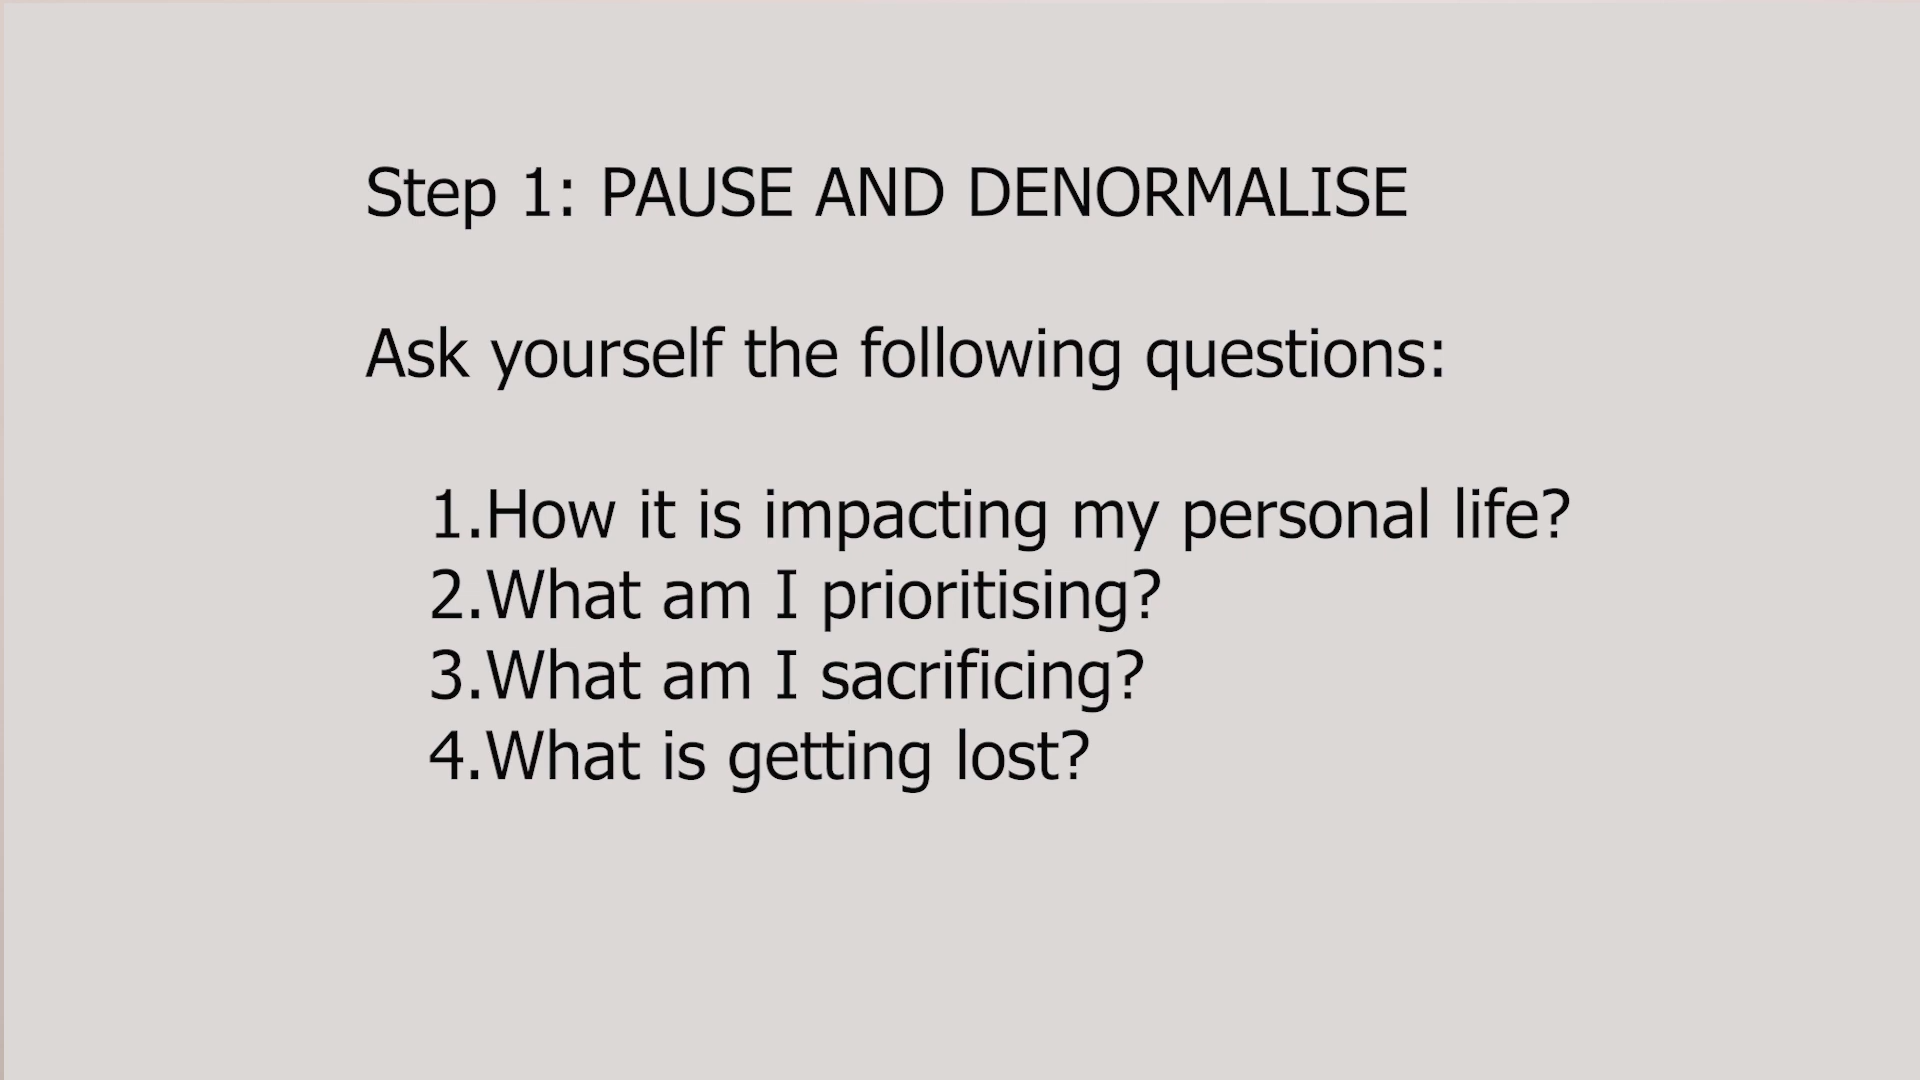 Step 1: PAUSE AND DENORMALISE
Ask yourself the following questions:
1.How it is impacting my personal life?
2.What am I prioritising?
3.What am I sacrificing?
4.What is getting lost?